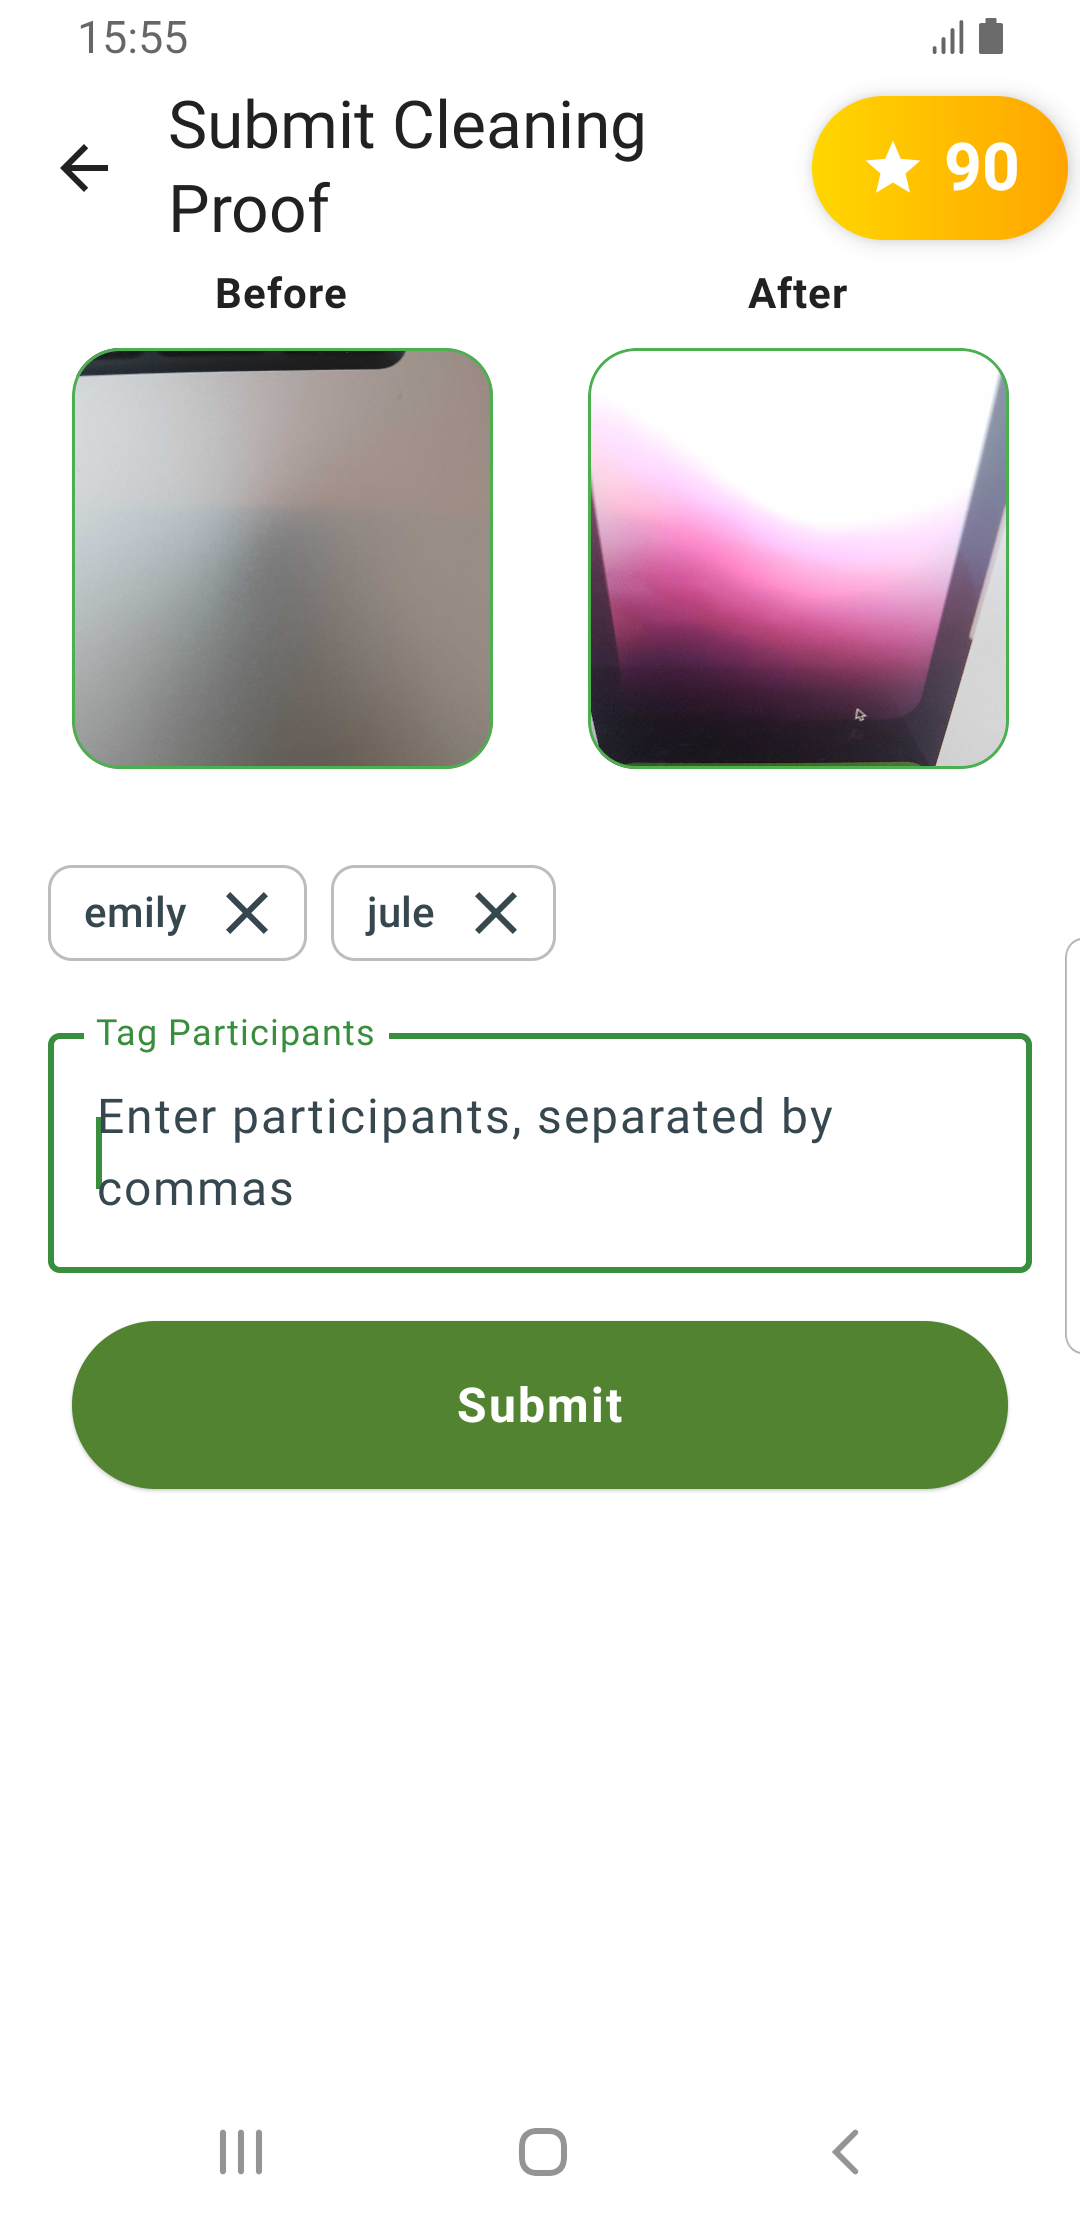 15:55
Submit Cleaning
Proof
90
Before
After
emily
jule
Tag Participants
Enter participants, separated by
commas
Submit